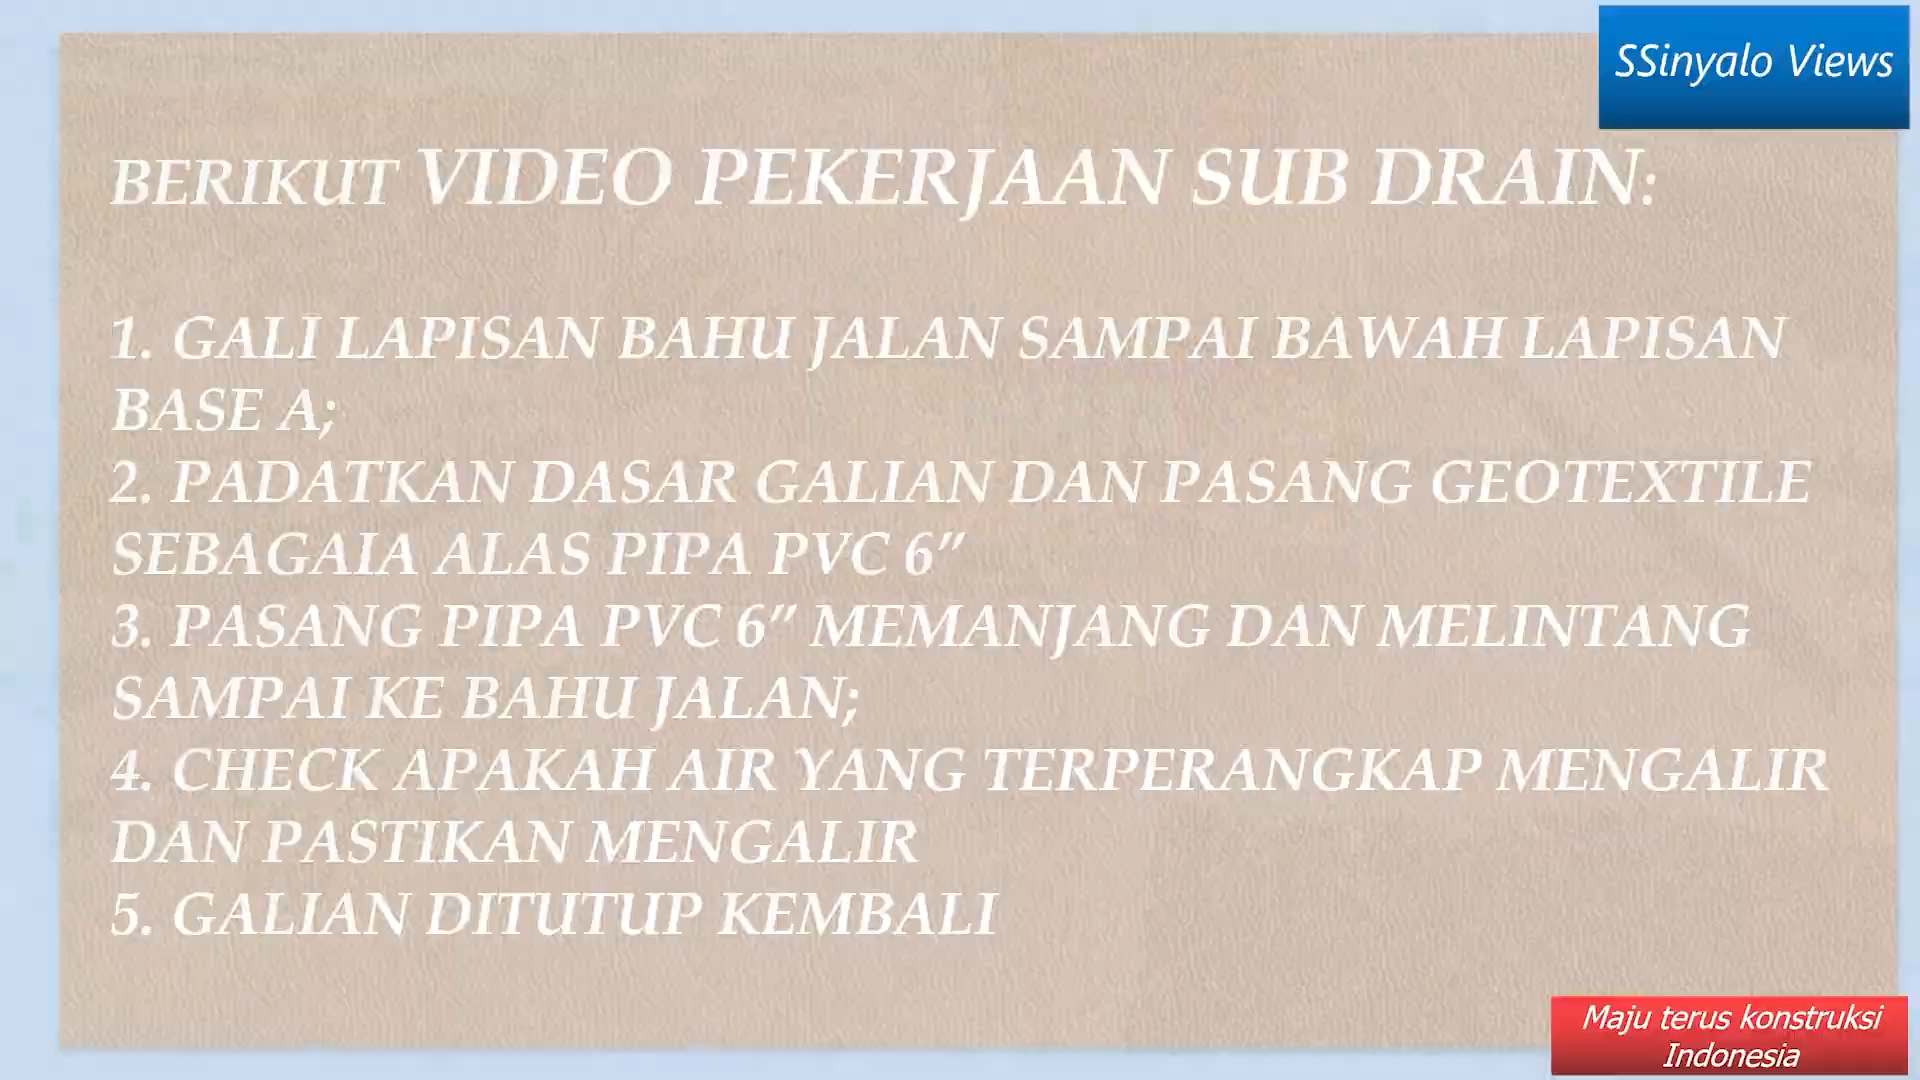 SSinyalo Views
BERIKUT VIDEO PEKERJAAN SUB DRAIN:
1. GALI LAPISAN BAHU JALAN SAMPAI BAWAH LAPISAN
BASE A;
2. PADATKAN DASAR GALIAN DAN PASANG GEOTEXTILE
SEBAGAIA ALAS PIPA PVC 6”
3. PASANG PIPA PVC 6” MEMANJANG DAN MELINTANG
SAMPAI KE BAHU JALAN;
4. CHECK APAKAH AIR YANG TERPERANGKAP MENGALIR
DAN PASTIKAN MENGALIR
5. GALIAN DITUTUP KEMBALI
Maju terus konstruksi
Indonesia